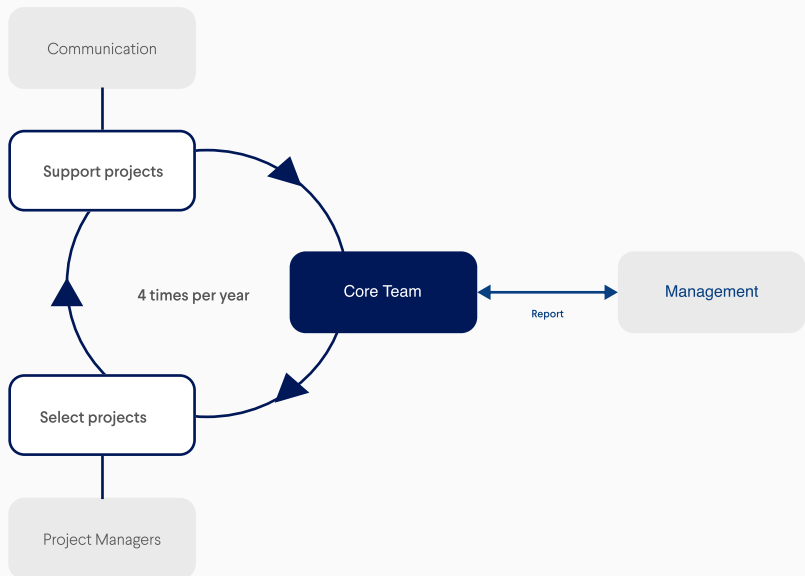 Communication
Support projects
4 times per year
Core Team
Report
Management
Select projects
Project Managers